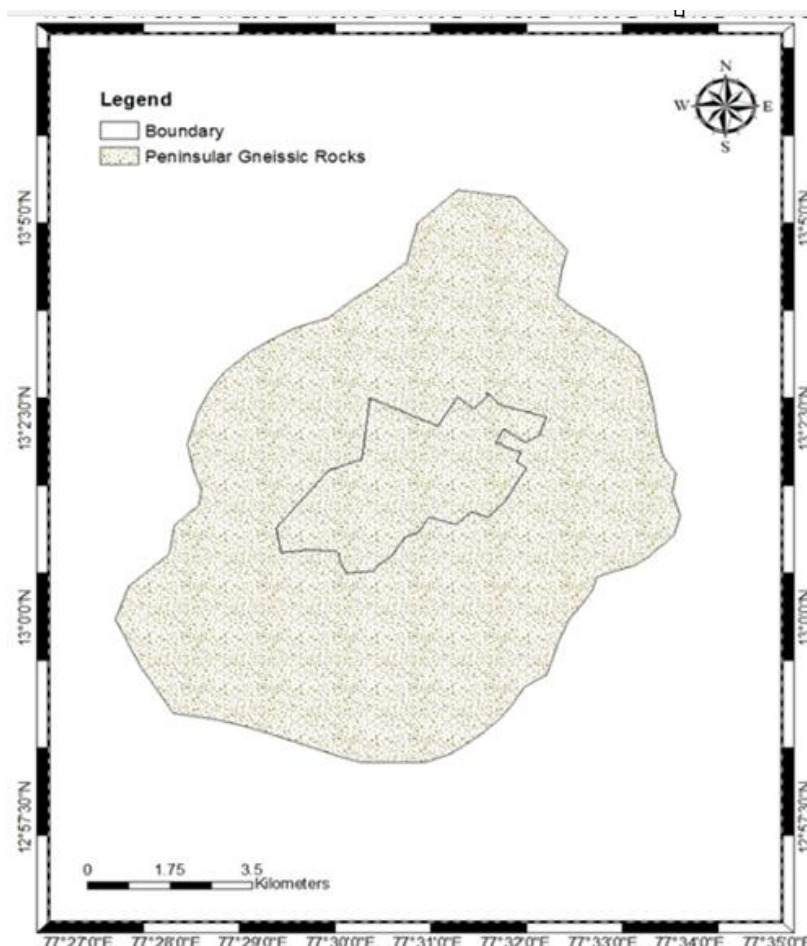 N
W E
S
Legend
Boundary
Peninsular Gneissic Rocks
13°5'0"N 13°5'0"N
13°2'30"N 13°2'30"N
13°0'0"N 13°0'0"N
12°57'30"N 12°57'30"N
0 1.75 3.5
Kilometers
77°27'0"E 77°28'0"E 77°29'0"E 77°30'0"E 77°31'0"E 77°32'0"E 77°33'0"E 77°34'0"E